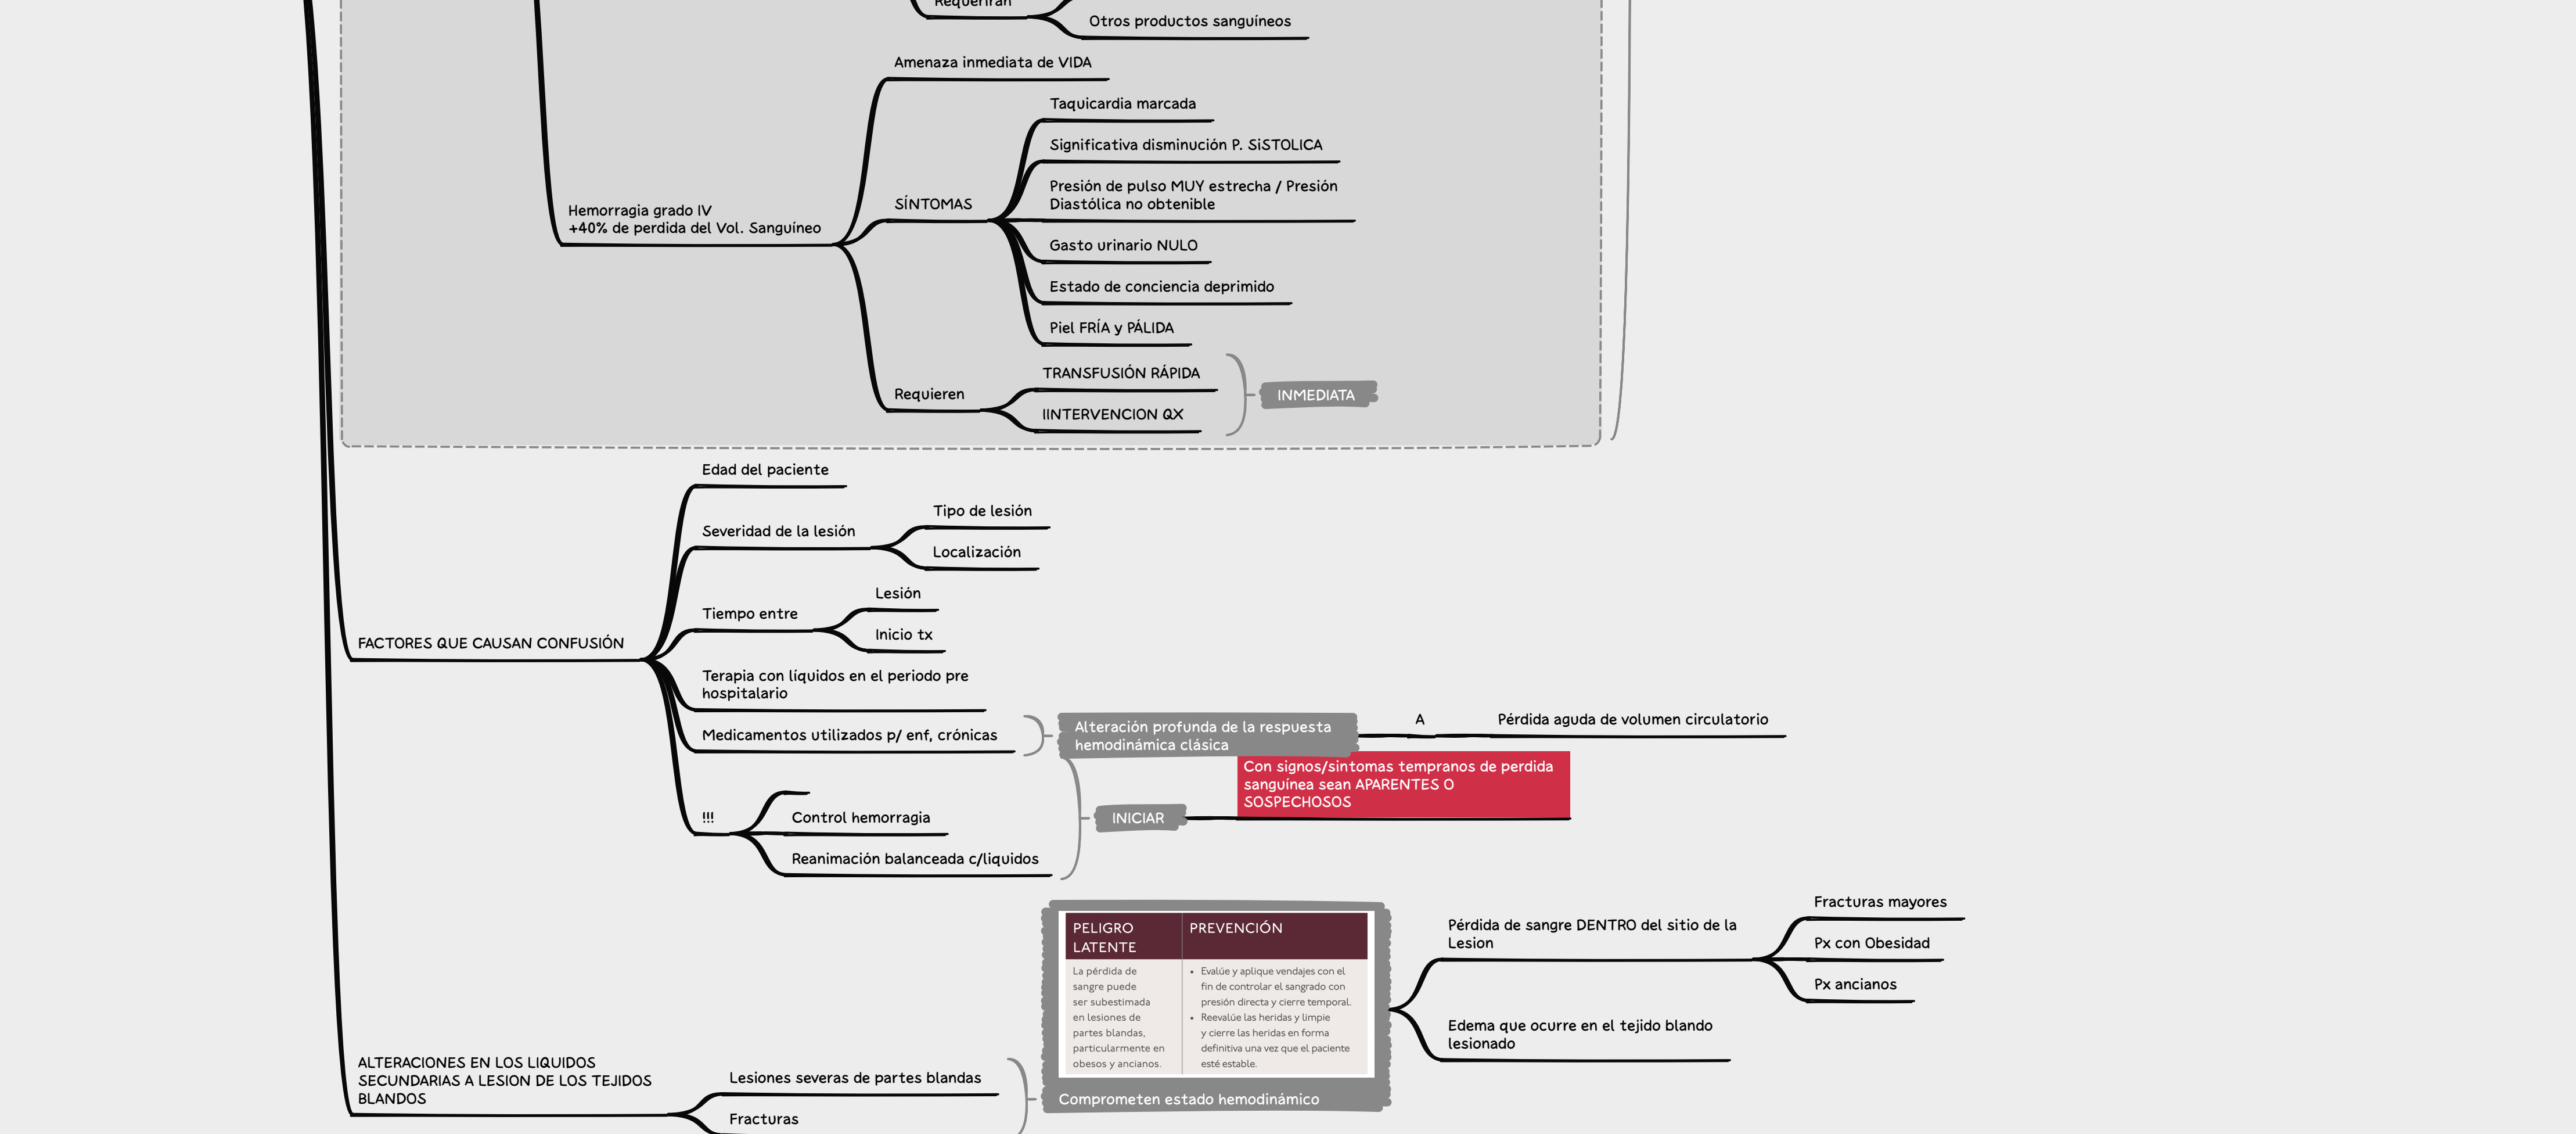 Requerirán
Otros productos sanguíneos
Amenaza inmediata de VIDA
Taquicardia marcada
Significativa disminución P. SiSTOLICA
Presión de pulso MUY estrecha / Presión
Diastólica no obtenible
SÍNTOMAS
Hemorragia grado IV
+40% de perdida del Vol. Sanguíneo
Gasto urinario NULO
Estado de conciencia deprimido
Piel FRÍA y PÁLIDA
Requieren
TRANSFUSIÓN RÁPIDA
IINTERVENCION QX
INMEDIATA
FACTORES QUE CAUSAN CONFUSIÓN
Edad del paciente
Severidad de la lesión
Tipo de lesión
Localización
Tiempo entre
Lesión
Inicio tx
Terapia con líquidos en el periodo pre
hospitalario
Medicamentos utilizados p/ enf, crónicas
Alteración profunda de la respuesta
hemodinámica clásica
A
Pérdida aguda de volumen circulatorio
!!!
Control hemorragia
Reanimación balanceada c/liquidos
INICIAR
Con signos/sintomas tempranos de perdida
sanguínea sean APARENTES O
SOSPECHOSOS
ALTERACIONES EN LOS LIQUIDOS
SECUNDARIAS A LESION DE LOS TEJIDOS
BLANDOS
Lesiones severas de partes blandas
Fracturas
PELIGRO
LATENTE
La pérdida de
sangre puede
ser subestimada
en lesiones de
partes blandas,
particularmente en
obesos y ancianos.
PREVENCIÓN
• Evalúe y aplique vendajes con el
fin de controlar el sangrado con
presión directa y cierre temporal.
• Reevalúe las heridas y limpie
y cierre las heridas en forma
definitiva una vez que el paciente
esté estable.
Comprometen estado hemodinámico
Pérdida de sangre DENTRO del sitio de la
Lesion
Fracturas mayores
Px con Obesidad
Px ancianos
Edema que ocurre en el tejido blando
lesionado